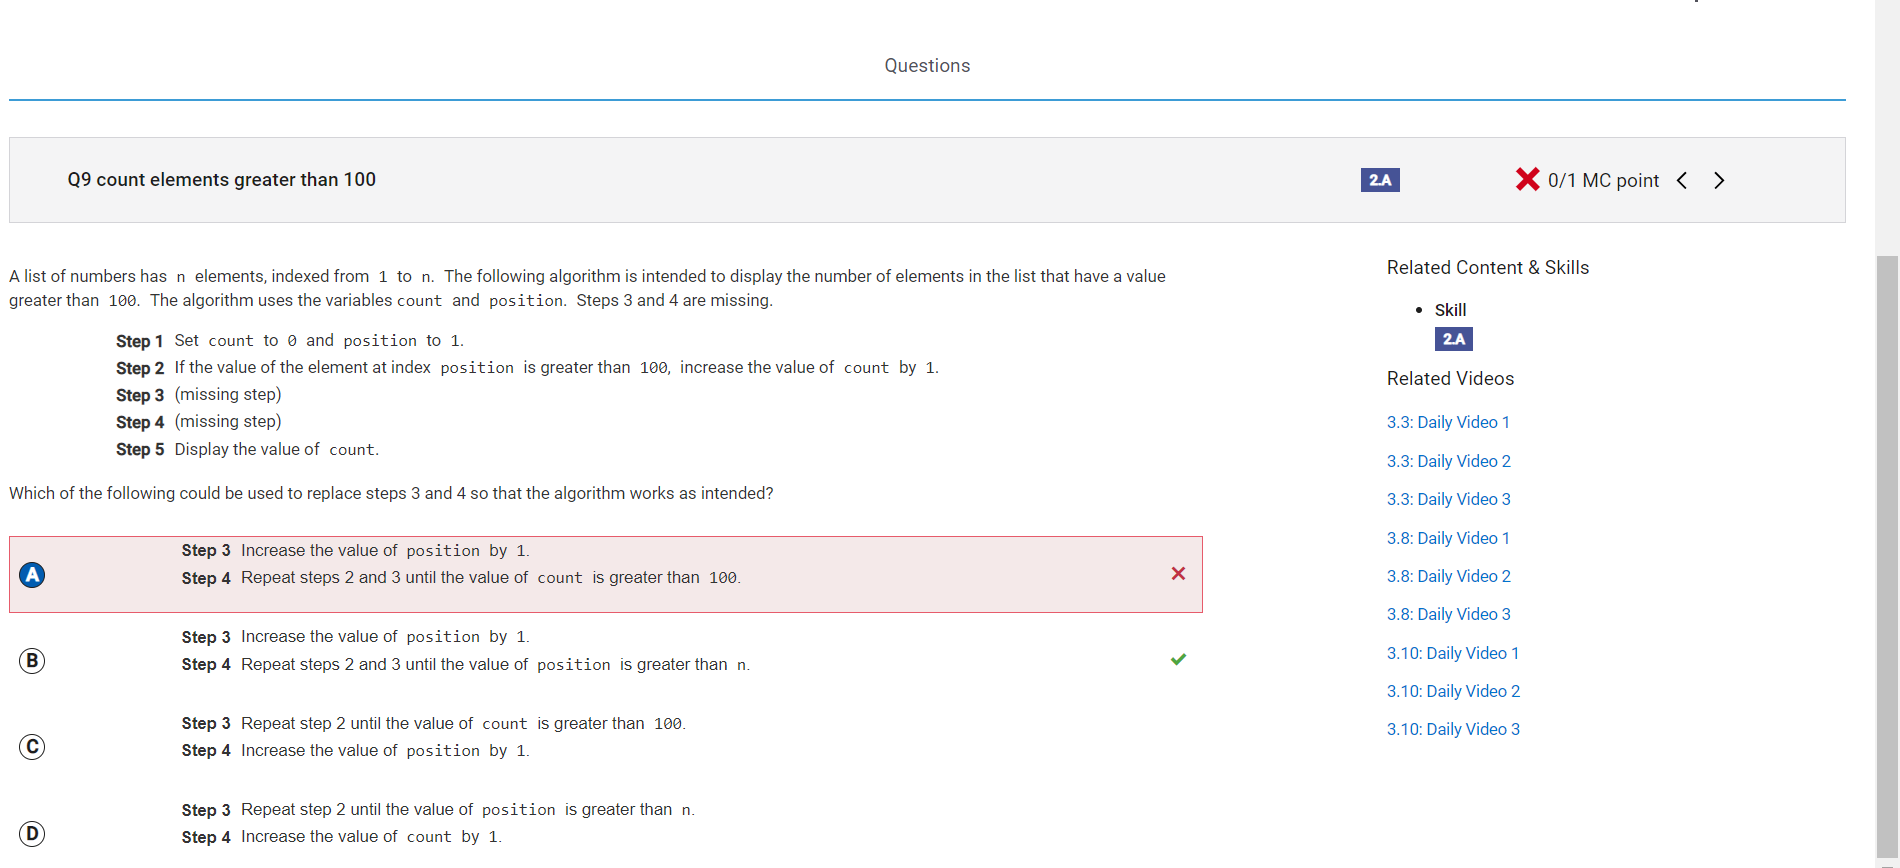 Questions
Q9 count elements greater than 100
2.A
0/1 MC point
A list of numbers has n elements, indexed from 1 to n. The following algorithm is intended to display the number of elements in the list that have a value
greater than 100. The algorithm uses the variables count and position. Steps 3 and 4 are missing.
Step 1 Set count to 0 and position to 1.
Step 2 If the value of the element at index position is greater than 100, increase the value of count by 1.
Step 3 (missing step)
Step 4 (missing step)
Step 5 Display the value of count.
Which of the following could be used to replace steps 3 and 4 so that the algorithm works as intended?
A
Step 3 Increase the value of position by 1.
Step 4 Repeat steps 2 and 3 until the value of count is greater than 100.
B
Step 3 Increase the value of position by 1.
Step 4 Repeat steps 2 and 3 until the value of position is greater than n.
C
Step 3 Repeat step 2 until the value of count is greater than 100.
Step 4 Increase the value of position by 1.
D
Step 3 Repeat step 2 until the value of position is greater than n.
Step 4 Increase the value of count by 1.
Related Content & Skills
• Skill
2.A
Related Videos
3.3: Daily Video 1
3.3: Daily Video 2
3.3: Daily Video 3
3.8: Daily Video 1
3.8: Daily Video 2
3.8: Daily Video 3
3.10: Daily Video 1
3.10: Daily Video 2
3.10: Daily Video 3